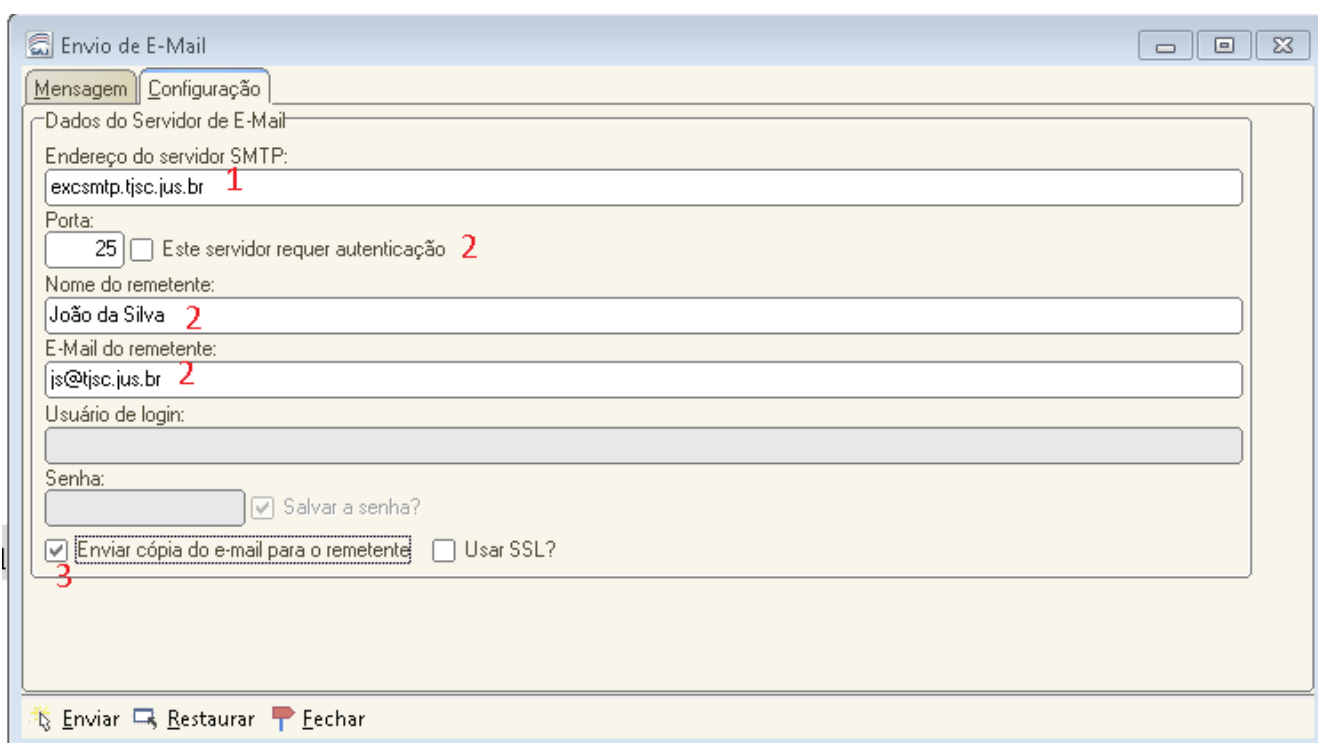 Envio de E-Mail
Mensagem Configuração
Dados do Servidor de E-Mail
Endereço do servidor SMTP:
excsmtp.tjsc.jus.br 1
Porta:
25 Este servidor requer autenticação 2
Nome do remetente:
João da Silva 2
E-Mail do remetente:
js@tjsc.jus.br 2
Usuário de login:
Senha:
Salvar a senha?
Enviar cópia do e-mail para o remetente Usar SSL?
3
Enviar Restaurar Fechar